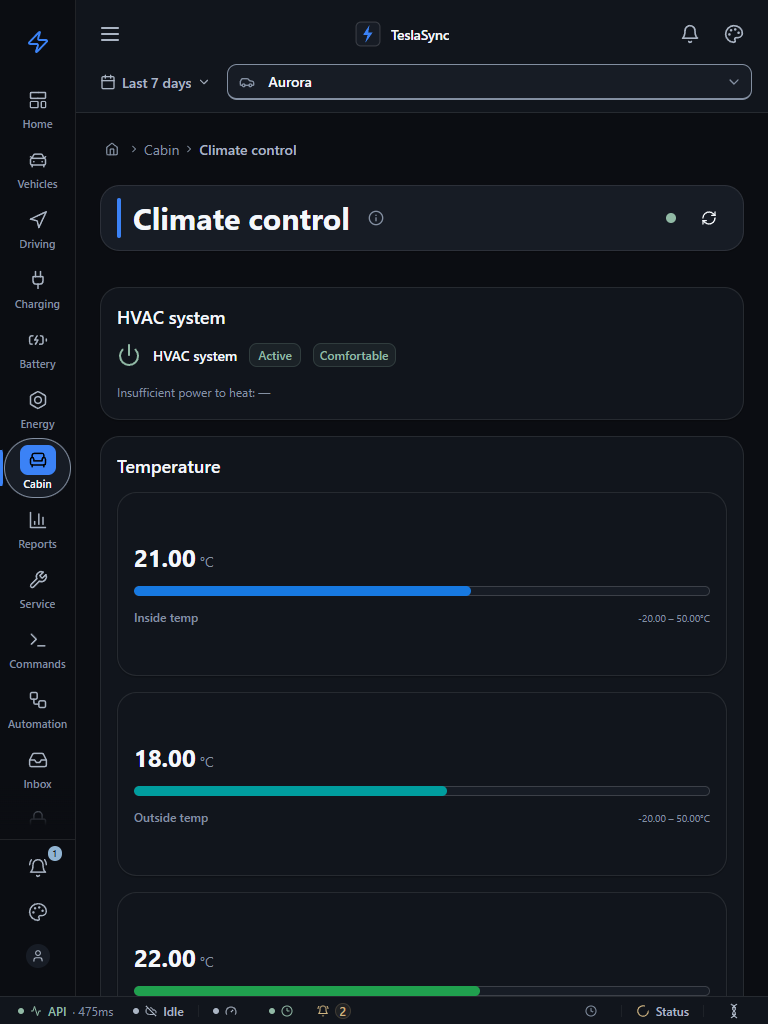 TeslaSync
Last 7 days
Aurora
Home
Vehicles
Driving
Charging
Battery
Energy
Cabin
Reports
Service
Commands
Automation
Inbox
1
Cabin
Climate control
Climate control
HVAC system
HVAC system
Active
Comfortable
Insufficient power to heat: —
Temperature
21.00 °C
Inside temp
-20.00 – 50.00°C
18.00 °C
Outside temp
-20.00 – 50.00°C
22.00 °C
API · 475ms
Idle
2
Status